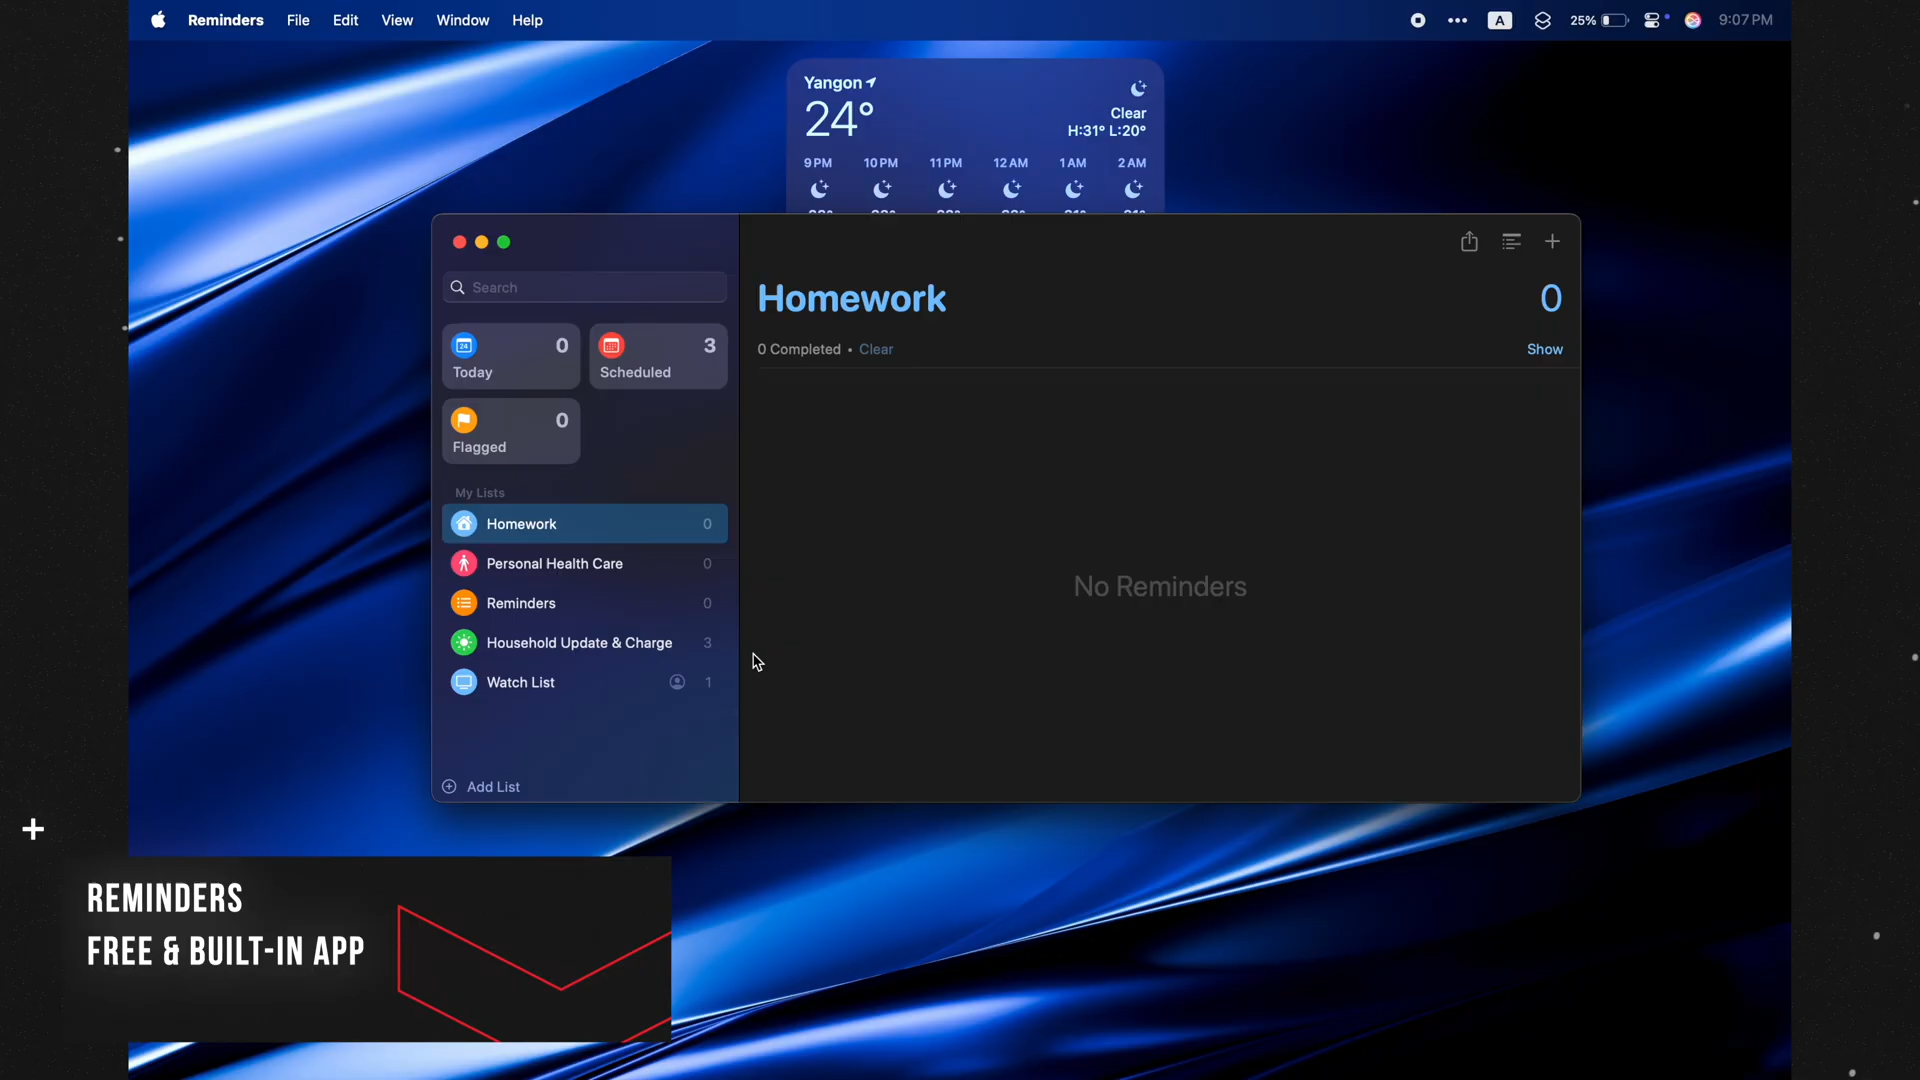 Reminders File Edit View Window Help
A 25% 9:07 PM
Yangon
24°
Clear
H:31° L:20°
9 PM 10 PM 11 PM 12 AM 1 AM 2 AM
Search
24 0
Today
3
Scheduled
0
Flagged
My Lists
Homework 0
Personal Health Care 0
Reminders 0
Household Update & Charge 3
Watch List 1
Add List
Homework 0
0 Completed • Clear Show
No Reminders
REMINDERS
FREE & BUILT-IN APP